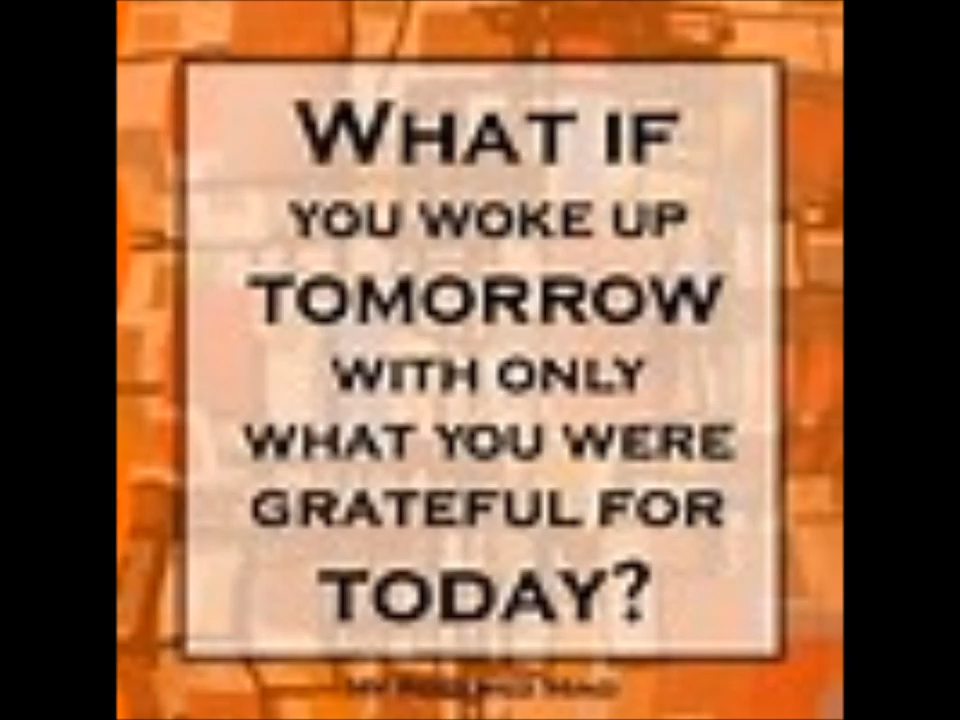 WHAT IF
YOU WOKE UP
TOMORROW
WITH ONLY
WHAT YOU WERE
GRATEFUL FOR
TODAY?